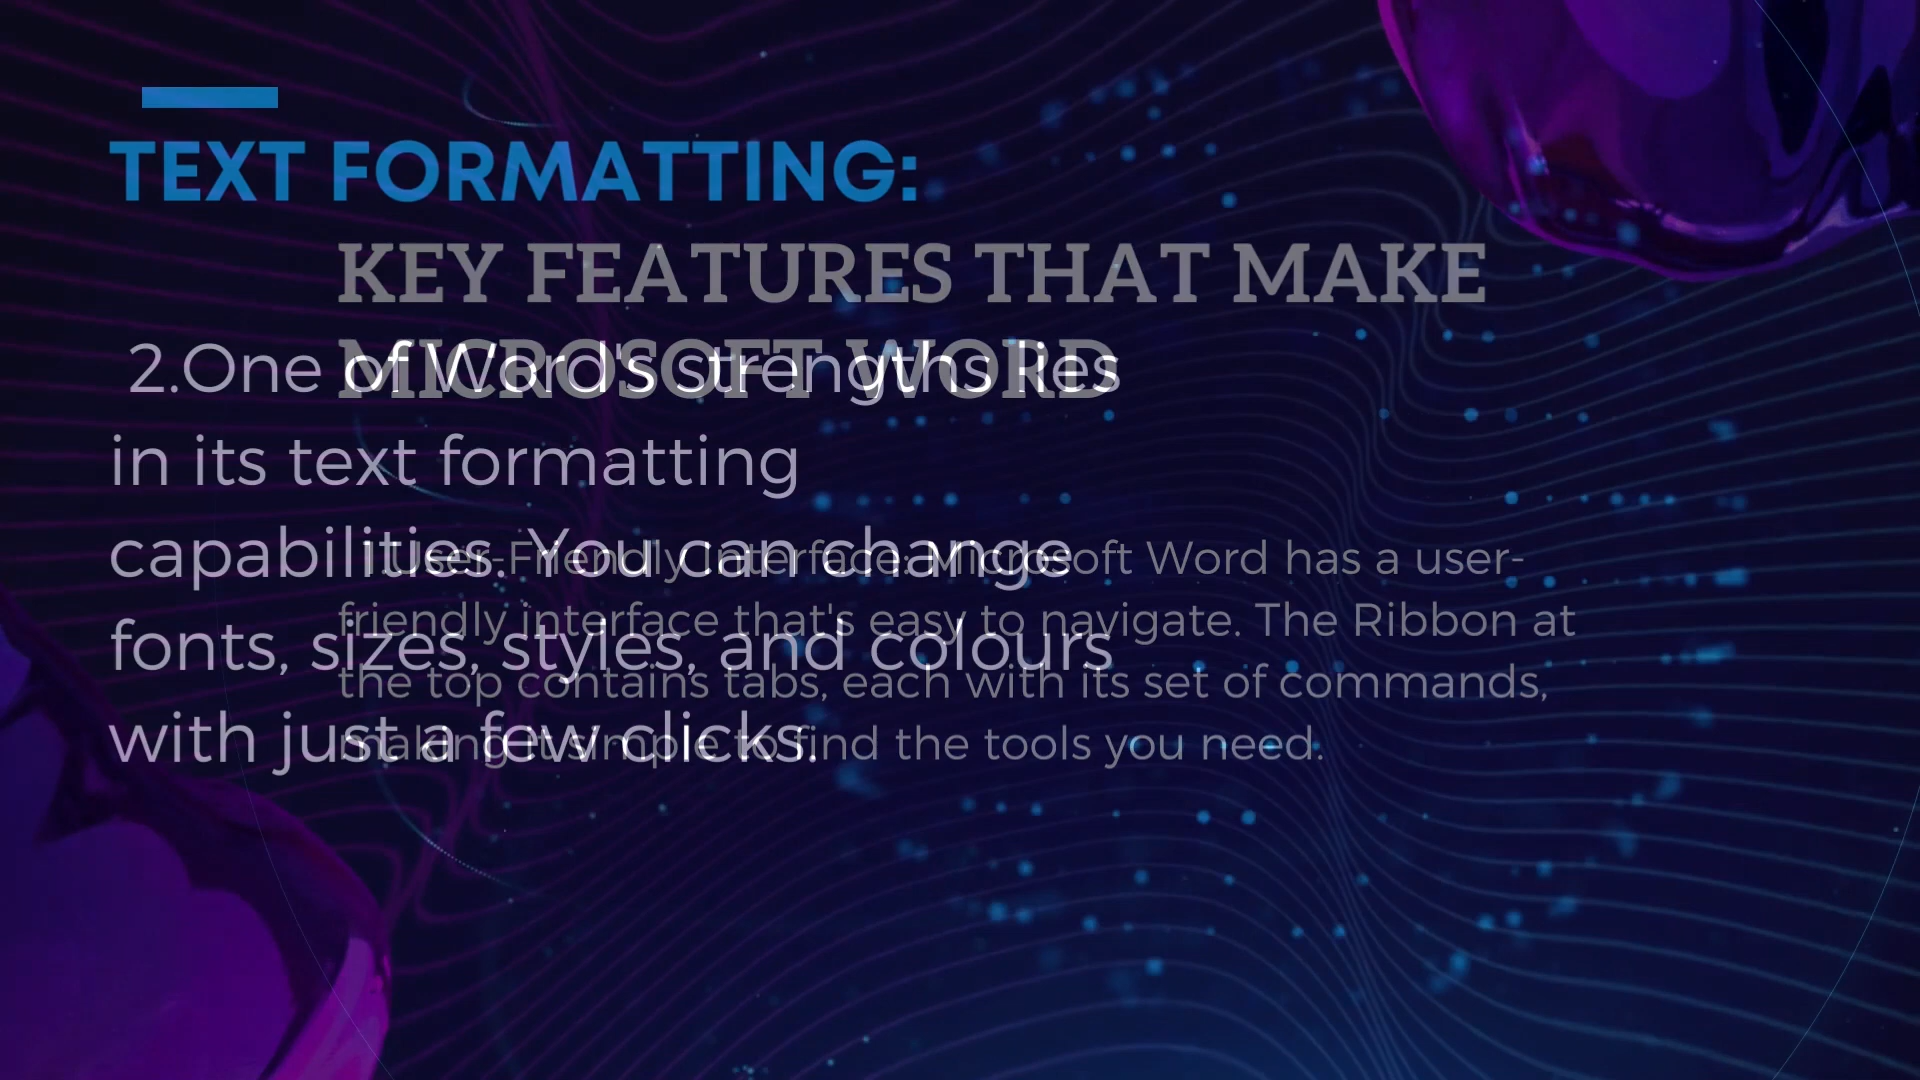 TEXT FORMATTING:
KEY FEATURES THAT MAKE
MICROSOFT WORD
2.One of Word's strengths lies
in its text formatting
capabilities. You can change
fonts, sizes, styles, and colours
with just a few clicks.
1.User-Friendly Interface: Microsoft Word has a user-
friendly interface that's easy to navigate. The Ribbon at
the top contains tabs, each with its set of commands,
making it simple to find the tools you need.